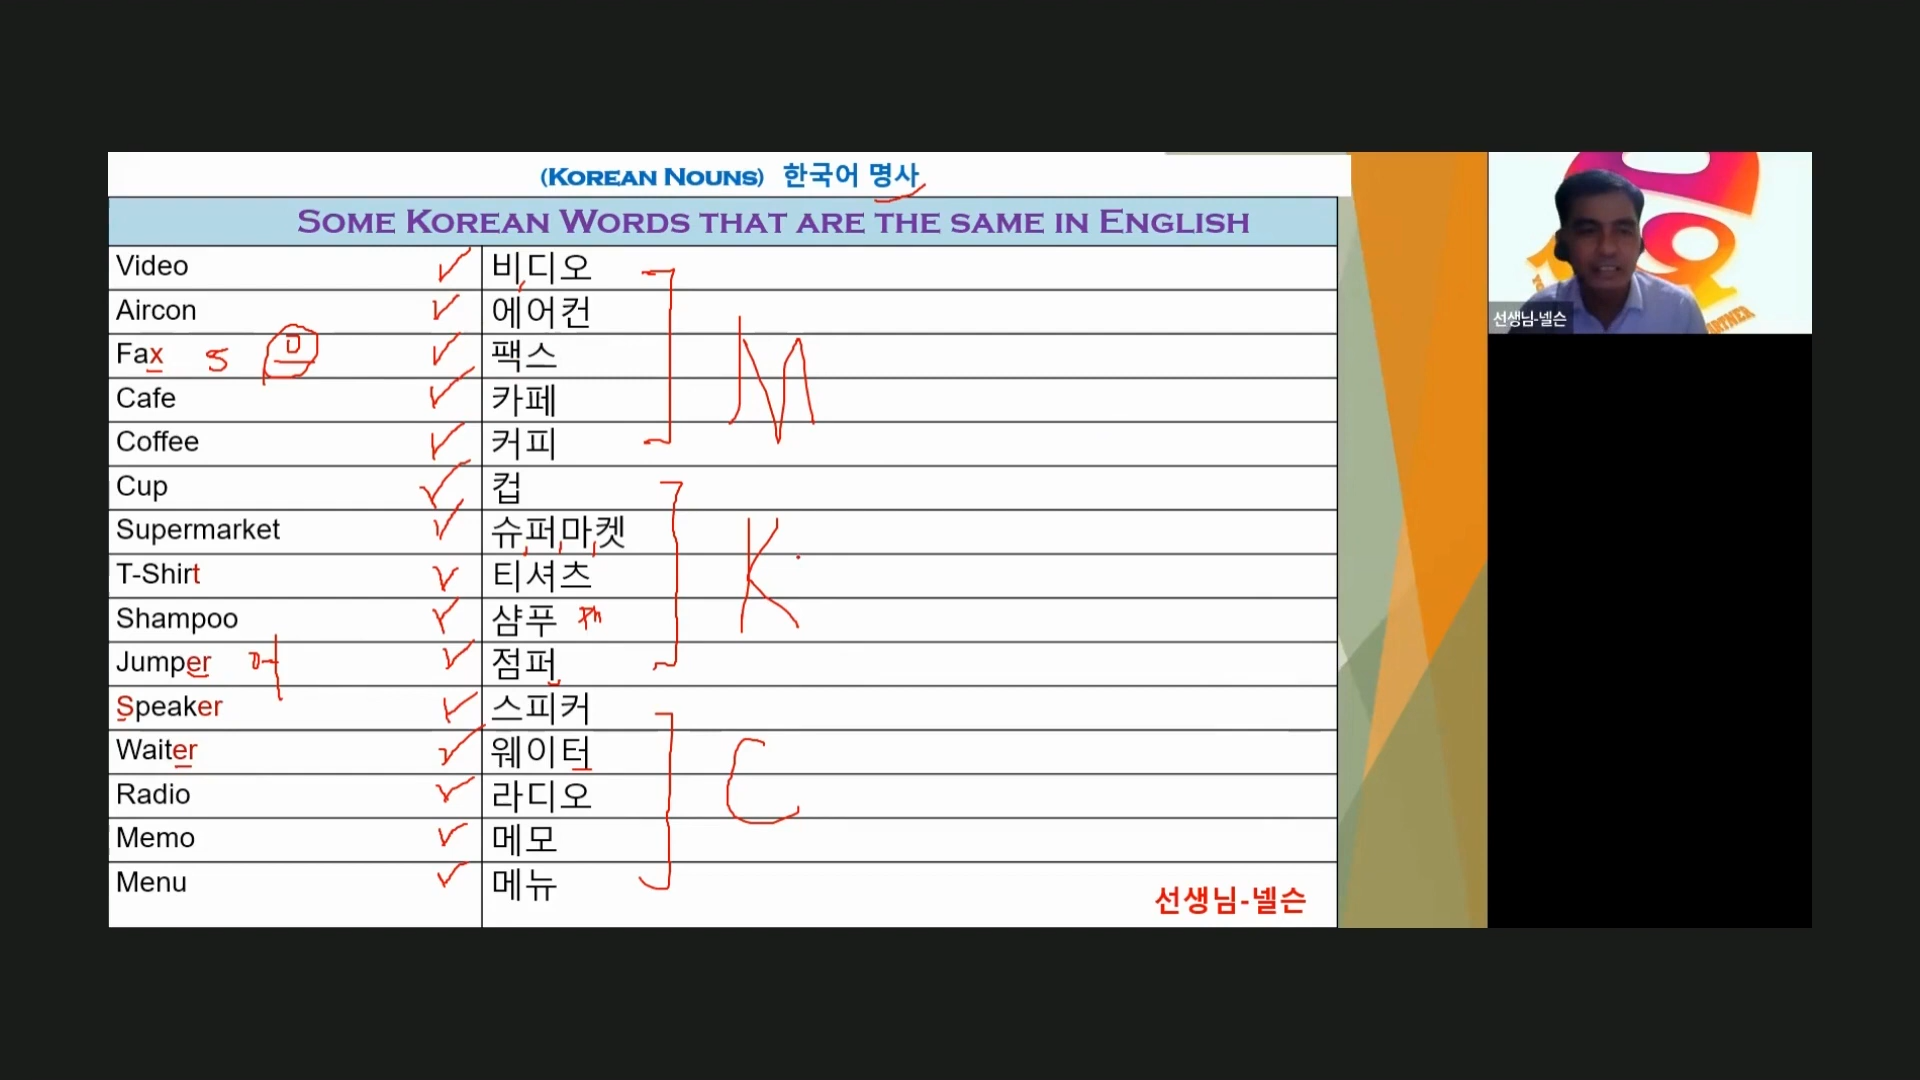 (KOREAN NOUNS) 한국어 명사
SOME KOREAN WORDS THAT ARE THE SAME IN ENGLISH
Video 비디오
Aircon 에어컨
Fax s 으 팩스
Cafe 카페
Coffee 커피
M
Cup 컵
Supermarket 슈퍼마켓
T-Shirt 티셔츠
K
Shampoo 샴푸 Ph
Jumper 어 점퍼
Speaker 스피커
Waiter 웨이터
Radio 라디오
C
Memo 메모
Menu 메뉴
선생님-넬슨
선생님-넬슨